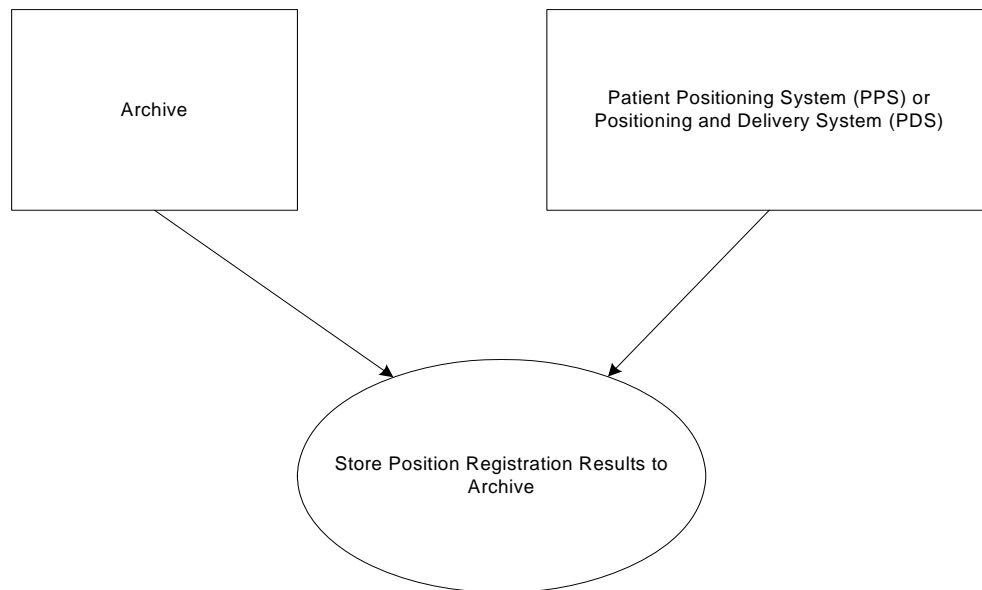 Archive
Patient Positioning System (PPS) or
Positioning and Delivery System (PDS)
Store Position Registration Results to
Archive